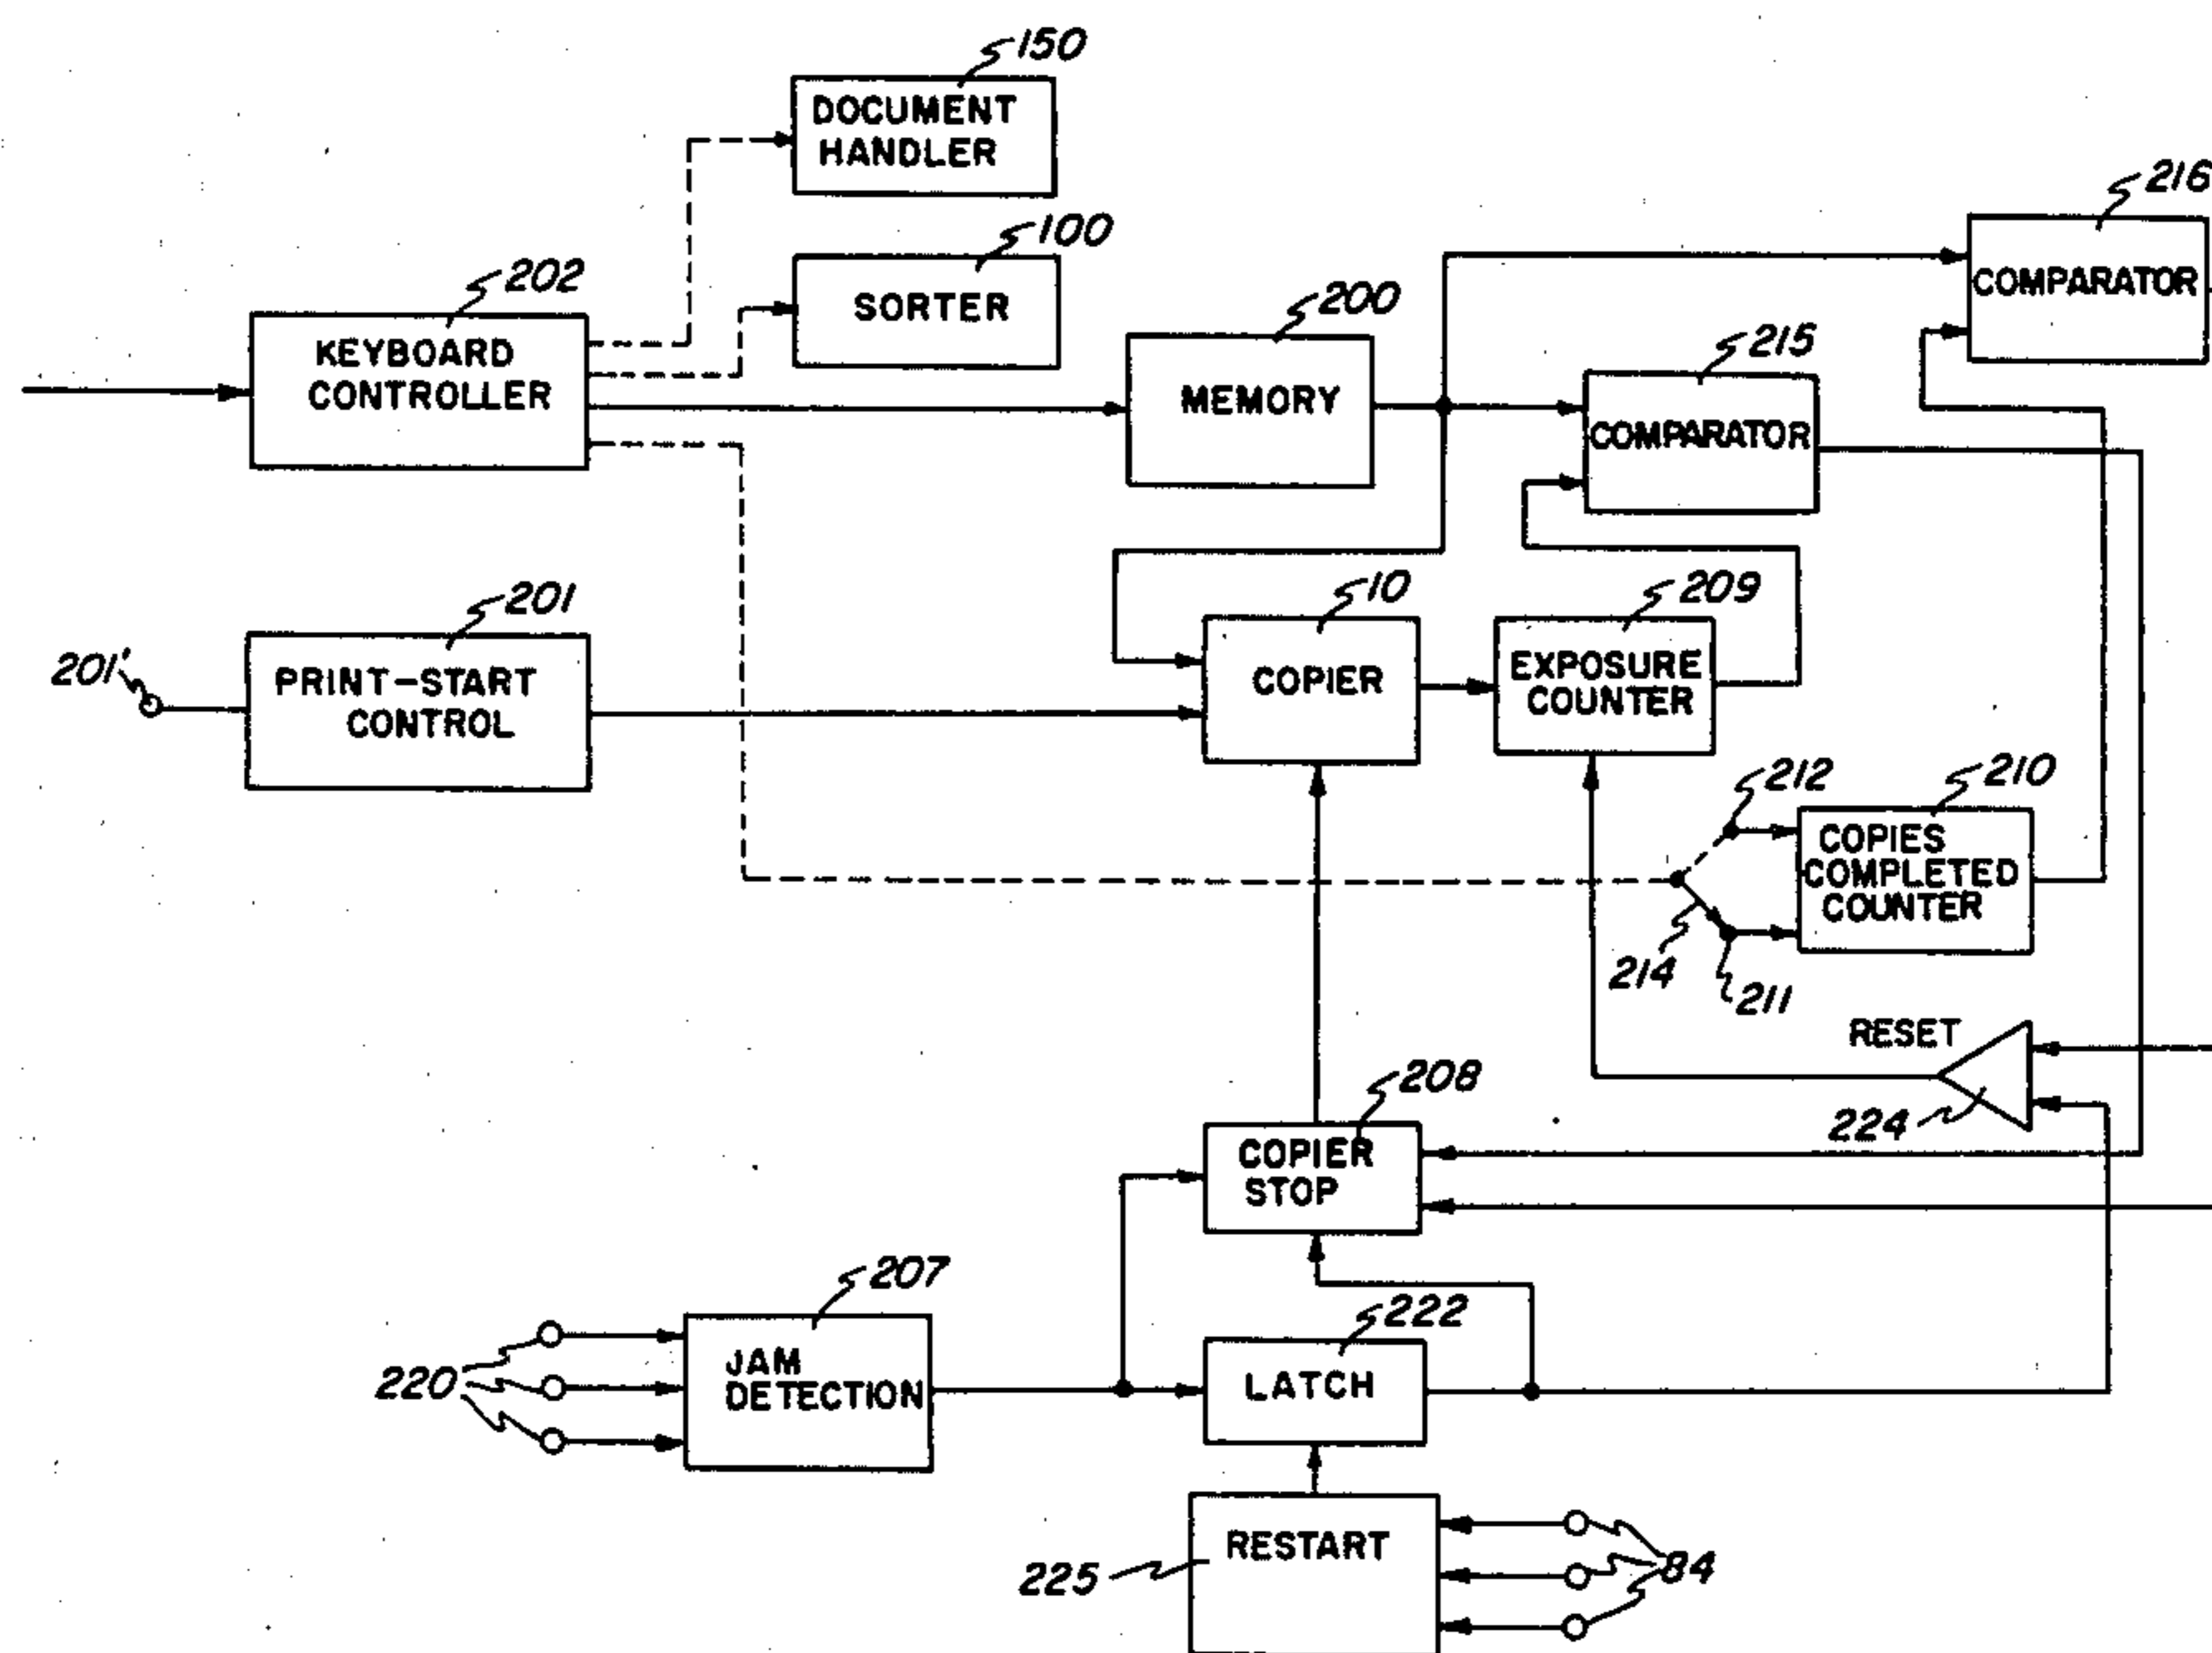 150
DOCUMENT
HANDLER
100
SORTER
216
COMPARATOR
202
KEYBOARD
CONTROLLER
200
MEMORY
215
COMPARATOR
201
201'
PRINT-START
CONTROL
10
COPIER
209
EXPOSURE
COUNTER
212
210
COPIES
COMPLETED
COUNTER
214
211
RESET
224
208
COPIER
STOP
207
220
JAM
DETECTION
222
LATCH
225
RESTART
84